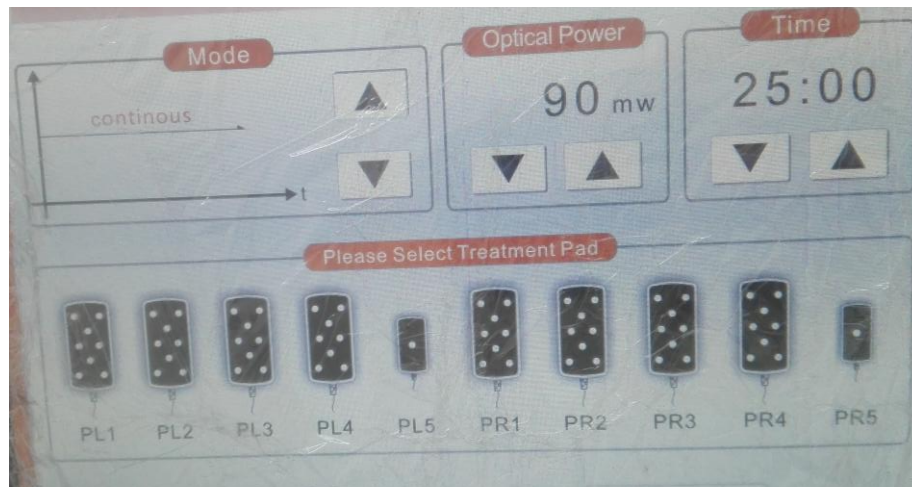 Mode
Optical Power
Time
continous
t
90 mw
25:00
Please Select Treatment Pad
PL1 PL2 PL3 PL4 PL5 PR1 PR2 PR3 PR4 PR5